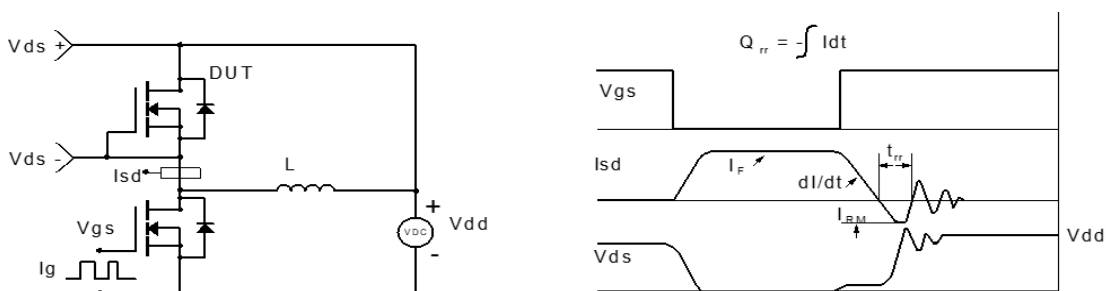 Vds +
DUT
Vds -
Isd
L
Vgs
Ig
+
VDC
-
Vdd
Q rr = -∫ Idt
Vgs
Isd
I F
dI/dt
t rr
I RM
Vds
Vdd